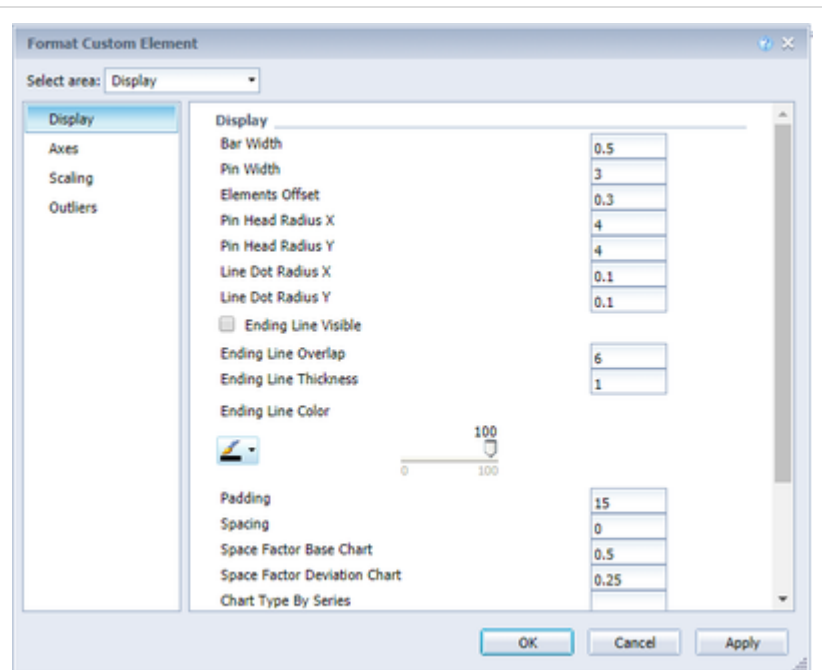 Format Custom Element
Select area: Display
Display
Axes
Scaling
Outliers
Display
Bar Width 0.5
Pin Width 3
Elements Offset 0.3
Pin Head Radius X 4
Pin Head Radius Y 4
Line Dot Radius X 0.1
Line Dot Radius Y 0.1
Ending Line Visible
Ending Line Overlap 6
Ending Line Thickness 1
Ending Line Color
100
0 100
Padding 15
Spacing 0
Space Factor Base Chart 0.5
Space Factor Deviation Chart 0.25
Chart Type By Series
OK Cancel Apply